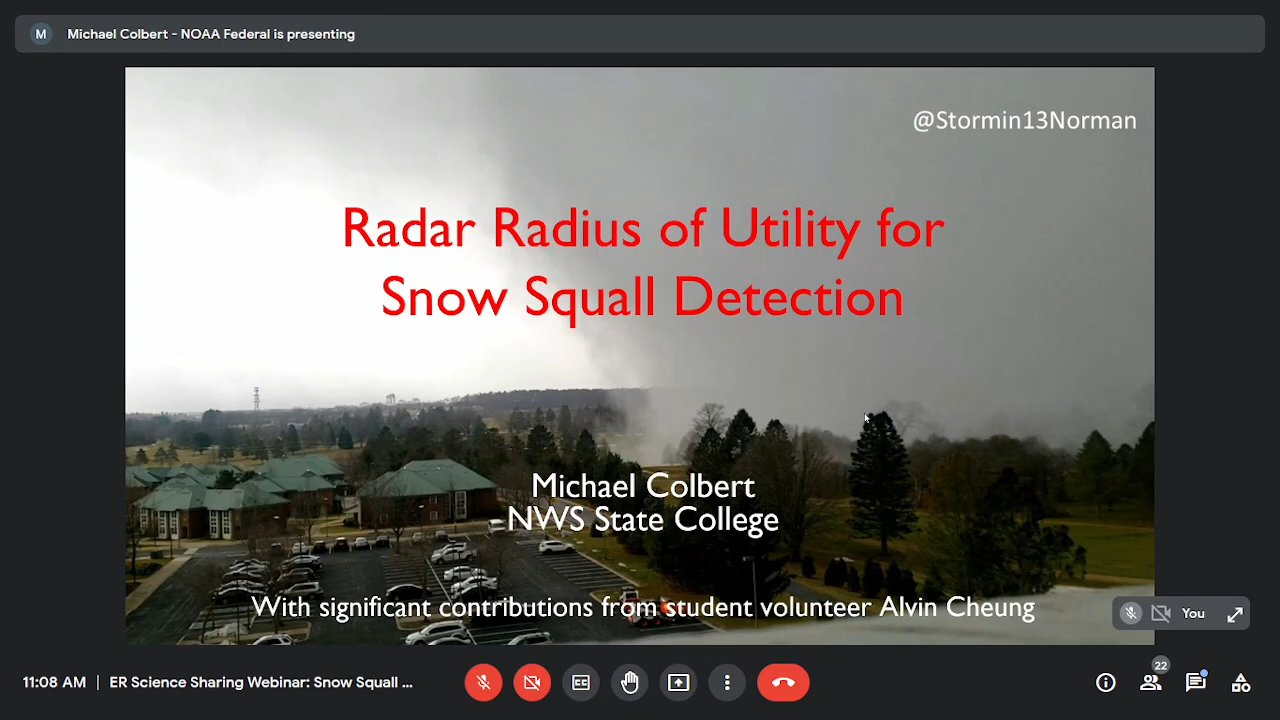 M
Michael Colbert - NOAA Federal is presenting
@Stormin13Norman
Radar Radius of Utility for
Snow Squall Detection
Michael Colbert
NWS State College
With significant contributions from student volunteer Alvin Cheung
You
22
11:08 AM | ER Science Sharing Webinar: Snow Squall ...
CC